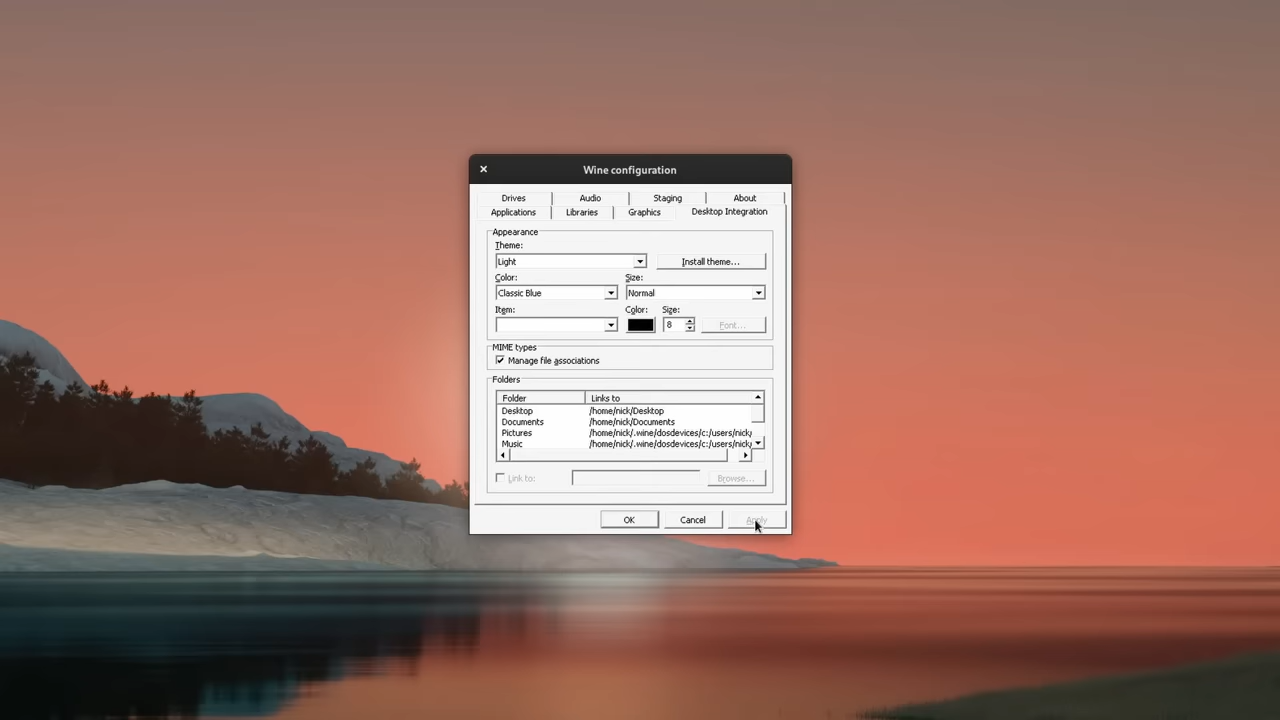 Wine configuration
Drives Audio Staging About
Applications Libraries Graphics Desktop Integration
Appearance
Theme:
Light Install theme...
Color: Size:
Classic Blue Normal
Item: Color: Size:
8 Font...
MIME types
Manage file associations
Folders
Folder Links to
Desktop /home/nick/Desktop
Documents /home/nick/Documents
Pictures /home/nick/.wine/dosdevices/c:/users/nick/
Music /home/nick/.wine/dosdevices/c:/users/nick/
Link to: Browse...
OK Cancel Apply